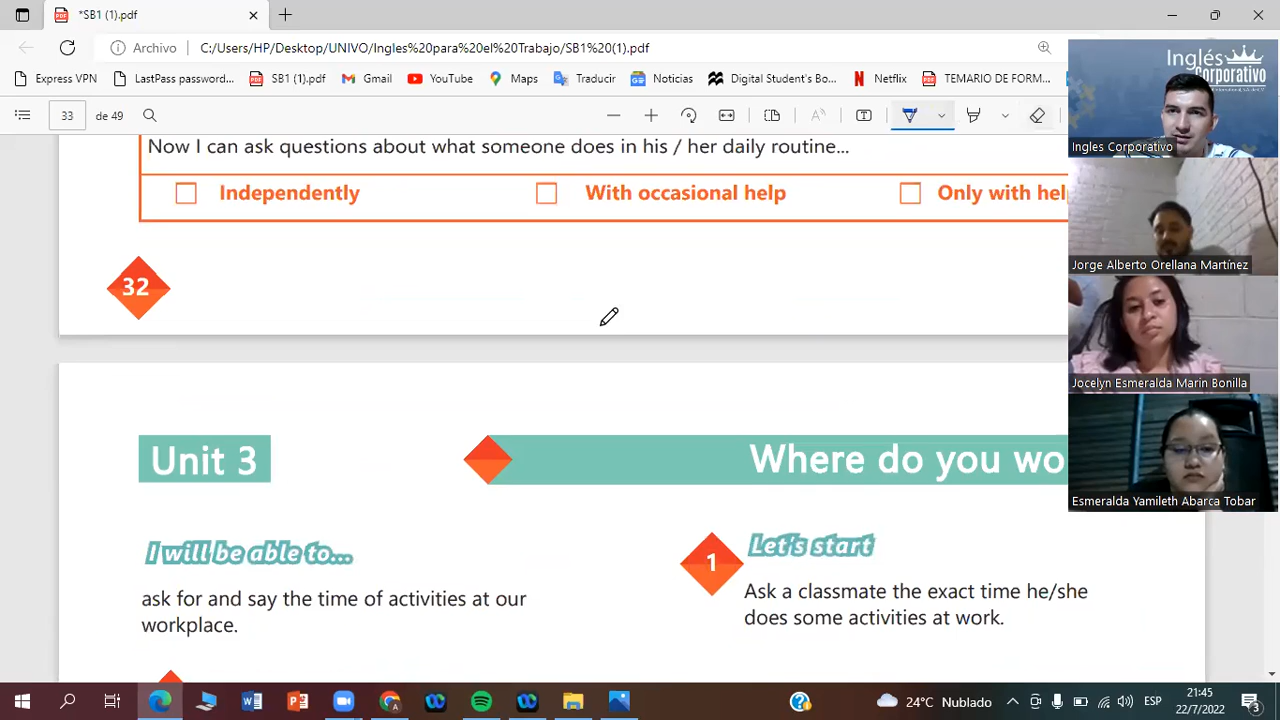 *SB1 (1).pdf
Archivo C:/Users/HP/Desktop/UNIVO/Ingles%20para%20el%20Trabajo/SB1%20(1).pdf
Express VPN LastPass password... SB1 (1).pdf Gmail YouTube Maps Traducir Noticias Digital Student's Bo... Netflix TEMARIO DE FORM...
33 de 49
Inglés
Corporativo
Ingles Corporativo
Now I can ask questions about what someone does in his / her daily routine...
Independently With occasional help Only with hel
Jorge Alberto Orellana Martínez
32
Jocelyn Esmeralda Marin Bonilla
Unit 3 Where do you wo
Esmeralda Yamileth Abarca Tobar
I will be able to... Let's start
1
ask for and say the time of activities at our
workplace.
Ask a classmate the exact time he/she
does some activities at work.
24°C Nublado ESP 21:45
22/7/2022
3